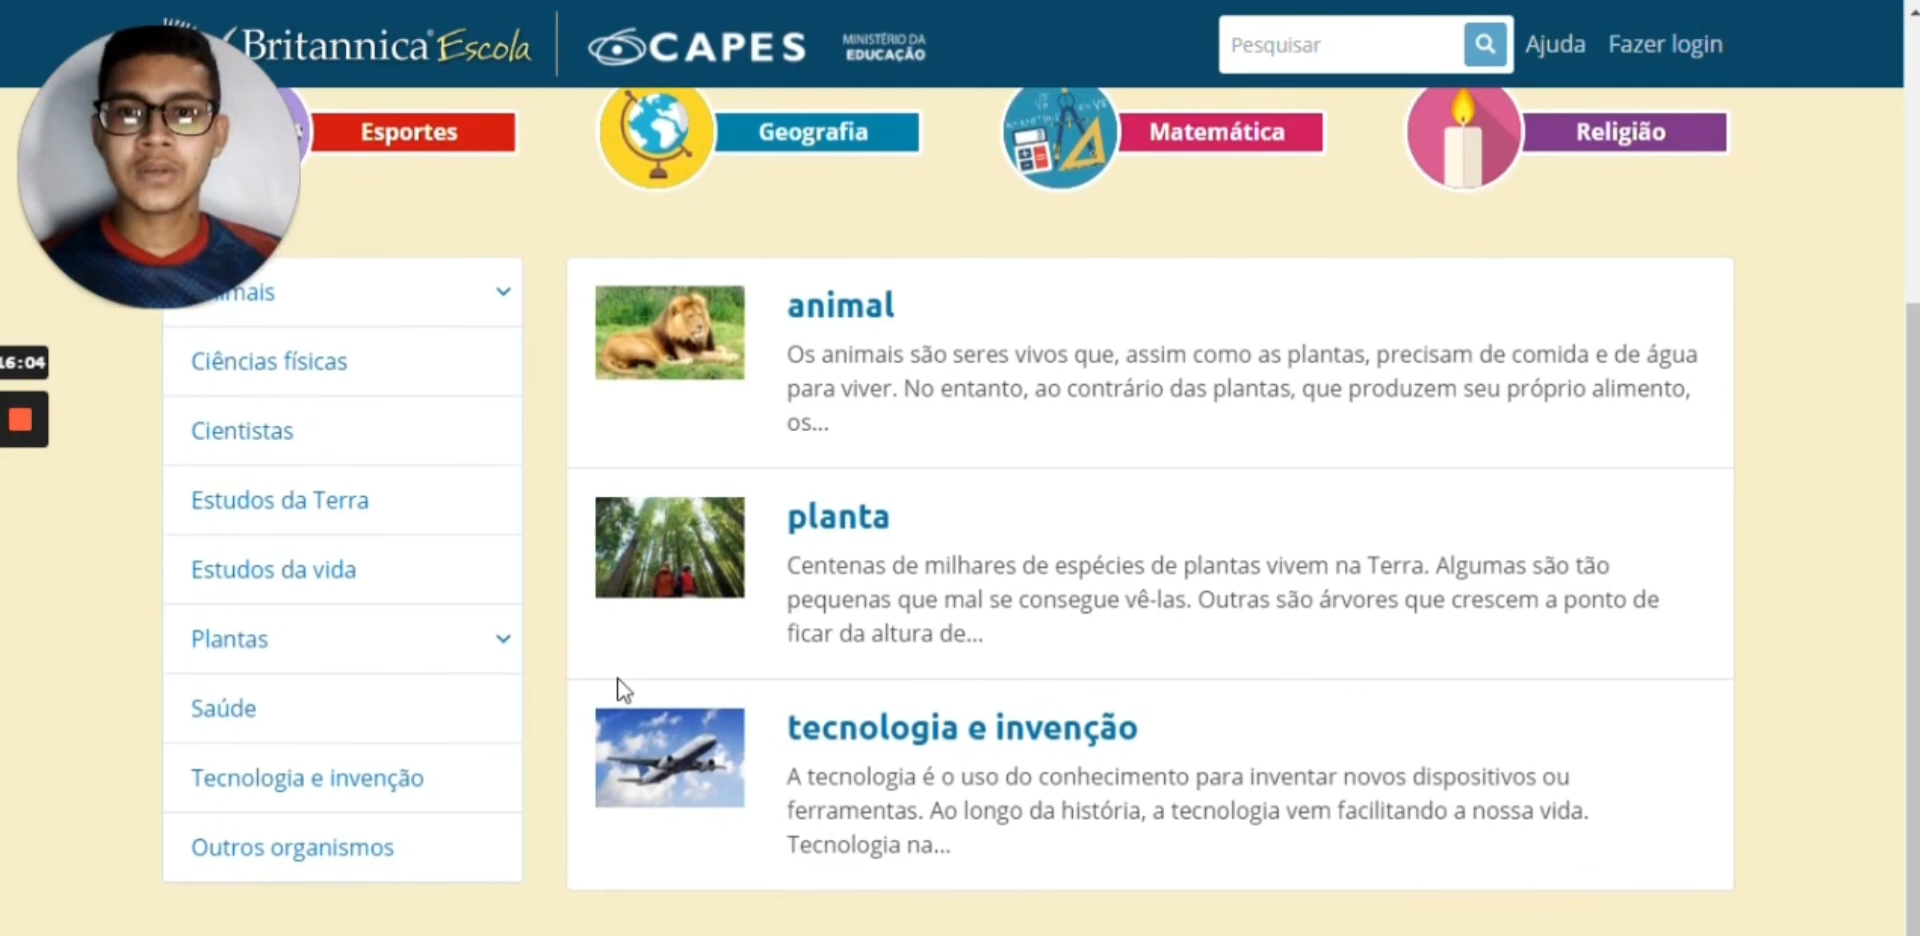 Britannica® Escola
CAPES
MINISTÉRIO DA
EDUCAÇÃO
Pesquisar
Ajuda
Fazer login
Esportes
Geografia
Matemática
Religião
16:04
Ciências físicas
Cientistas
Estudos da Terra
Estudos da vida
Plantas
Saúde
Tecnologia e invenção
Outros organismos
animal
Os animais são seres vivos que, assim como as plantas, precisam de comida e de água
para viver. No entanto, ao contrário das plantas, que produzem seu próprio alimento,
os...
planta
Centenas de milhares de espécies de plantas vivem na Terra. Algumas são tão
pequenas que mal se consegue vê-las. Outras são árvores que crescem a ponto de
ficar da altura de...
tecnologia e invenção
A tecnologia é o uso do conhecimento para inventar novos dispositivos ou
ferramentas. Ao longo da história, a tecnologia vem facilitando a nossa vida.
Tecnologia na...